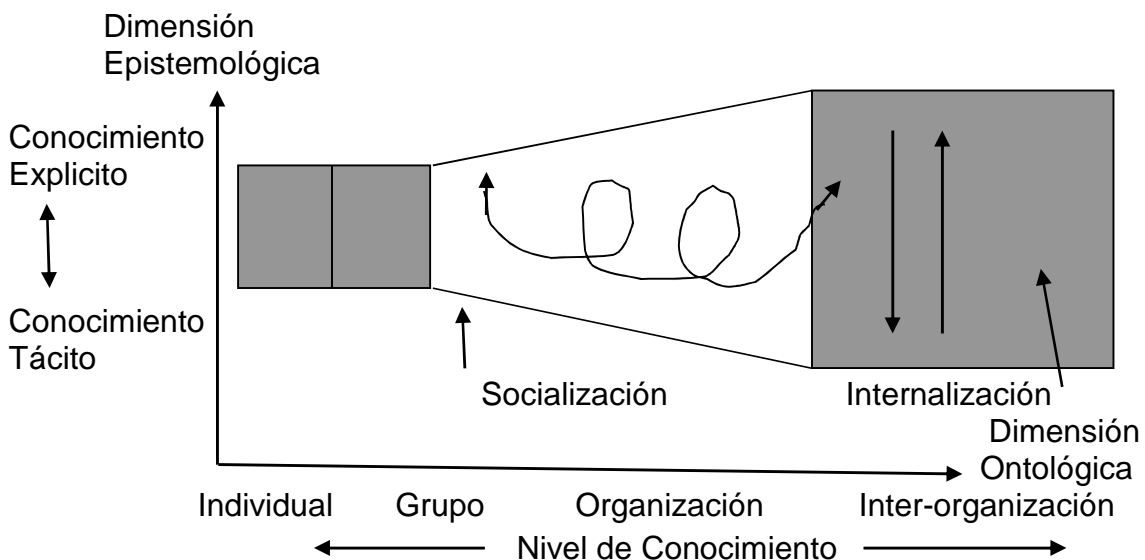 Dimensión
Epistemológica
Conocimiento
Explicito
Conocimiento
Tácito
Socialización
Internalización
Dimensión
Ontológica
Individual
Grupo
Organización
Inter-organización
Nivel de Conocimiento